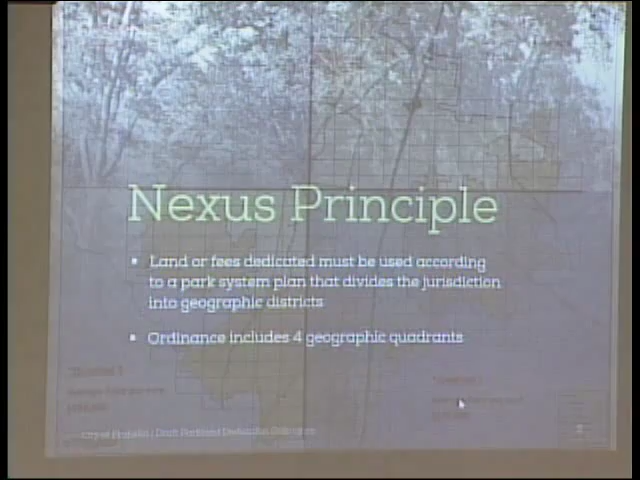 Nexus Principle
▪ Land or fees dedicated must be used according
to a park system plan that divides the jurisdiction
into geographic districts
▪ Ordinance includes 4 geographic quadrants